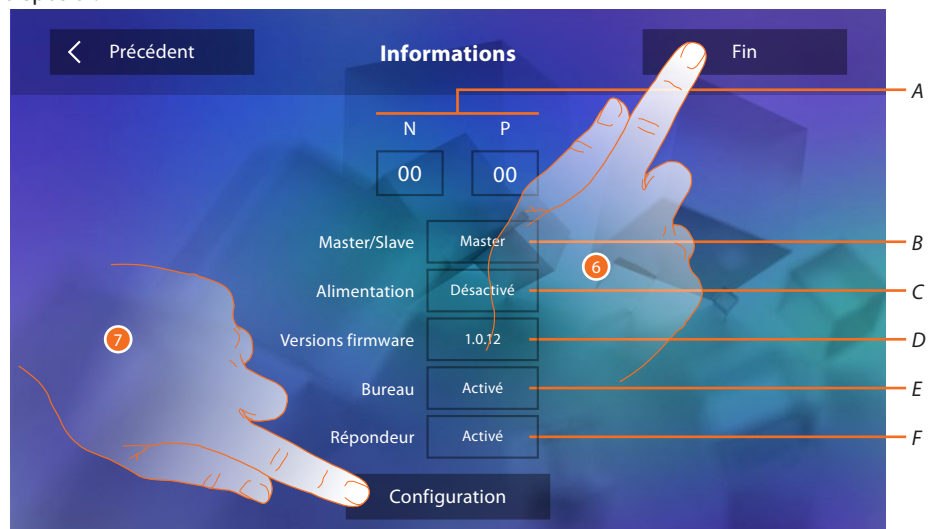 Précédent
Informations
Fin
A
N P
00 00
Master/Slave Master
B
Alimentation Désactivé
C
Versions firmware 1.0.12
D
Bureau Activé
E
Répondeur Activé
F
6
7
Configuration